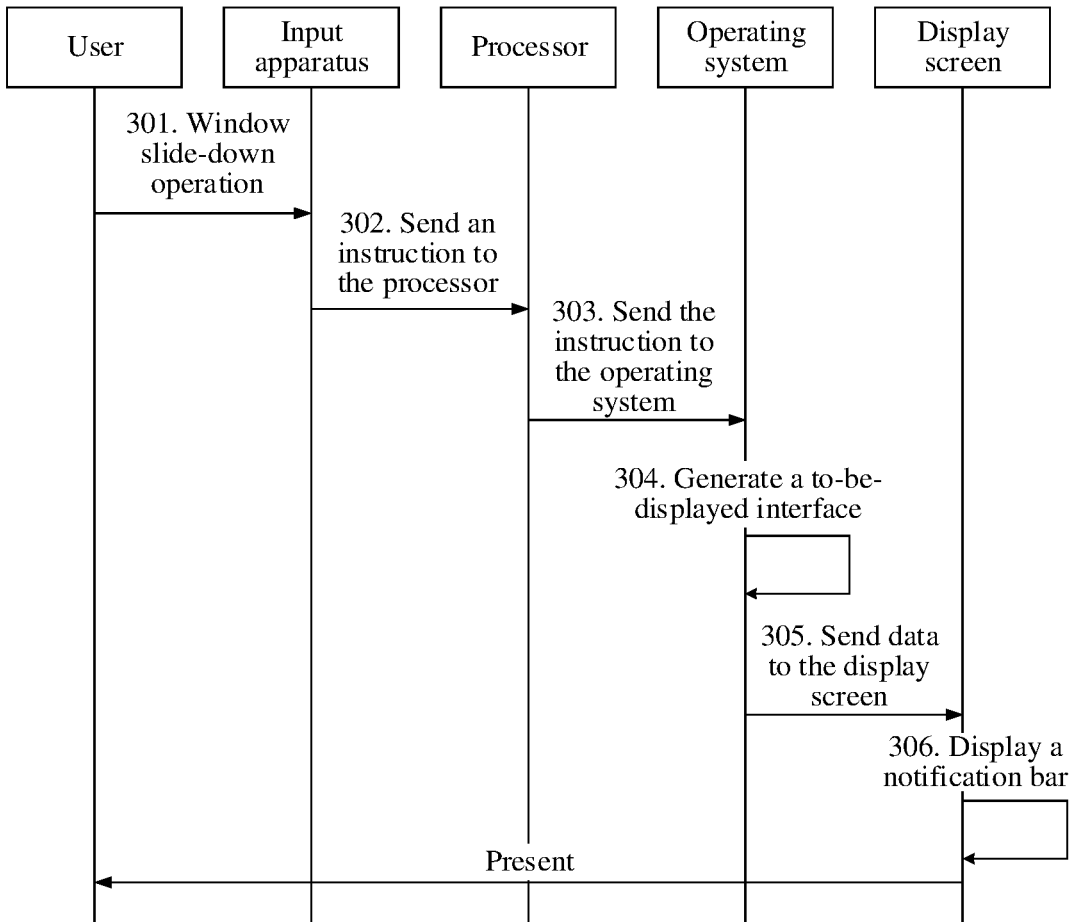 User
Input
apparatus
Processor
Operating
system
Display
screen
301. Window
slide-down
operation
302. Send an
instruction to
the processor
303. Send the
instruction to
the operating
system
304. Generate a to-be-
displayed interface
305. Send data
to the display
screen
306. Display a
notification bar
Present